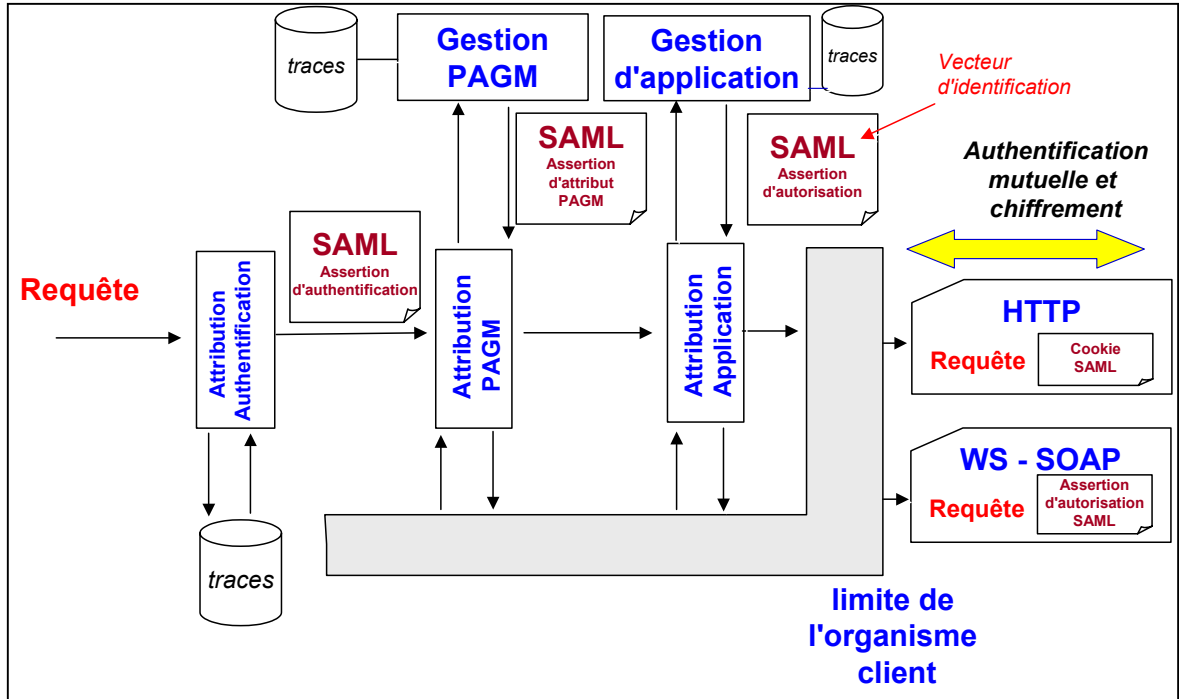 traces
Gestion
PAGM
Gestion
d'application
traces
Vecteur
d'identification
SAML
Assertion
d'attribut
PAGM
SAML
Assertion
d'autorisation
Authentification
mutuelle et
chiffrement
SAML
Assertion
d'authentification
Requête
Attribution
Authentification
Attribution
PAGM
Attribution
Application
HTTP
Requête
Cookie
SAML
WS - SOAP
Requête
Assertion
d'autorisation
SAML
traces
limite de
l'organisme
client